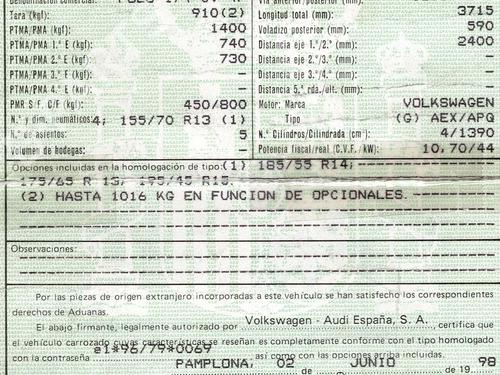 Tara (kgf): 910(2) Longitud total (mm): 3715
PTMA/PMA (kgf): 1400 Voladizo posterior (mm): 590
PTMA/PMA 1.º E (kgf): 740 Distancia eje 1.º/2.º (mm): 2400
PTMA/PMA 2.º E (kgf): 730 Distancia eje 2.º/3.º (mm): —
PTMA/PMA 3.º E (kgf): — Distancia eje 3.º/4.º (mm): —
PTMA/PMA 4.º E (kgf): — Distancia 5.ª rda./elt. (mm): —
PMR S F. C/F (kgf): 450/800 Motor: Marca VOLKSWAGEN
N.º y dim. neumáticos: 4; 155/70 R13 (1) Tipo (G) AEX/APQ
N.º de asientos: 5 N.º Cilindros/Cilindrada (cm³): 4/1390
Volumen de bodegas: — Potencia fiscal/real (C.V.F./kW): 10,70/44
Opciones incluidas en la homologación de tipo: (1) 185/55 R14;
175/65 R 13; 195/45 R15.
(2) HASTA 1016 KG EN FUNCION DE OPCIONALES.
Observaciones:
Por las piezas de origen extranjero incorporadas a este vehículo se han satisfecho los correspondientes
derechos de Aduanas.
El abajo firmante, legalmente autorizado por Volkswagen - Audi España, S. A. , certifica que
el vehículo carrozado cuyas características se reseñan es completamente conforme con el tipo homologado
con la contraseña e1*96/79*0069 así como con las opciones arriba incluidas.
PAMPLONA, 02 de JUNIO de 19 98